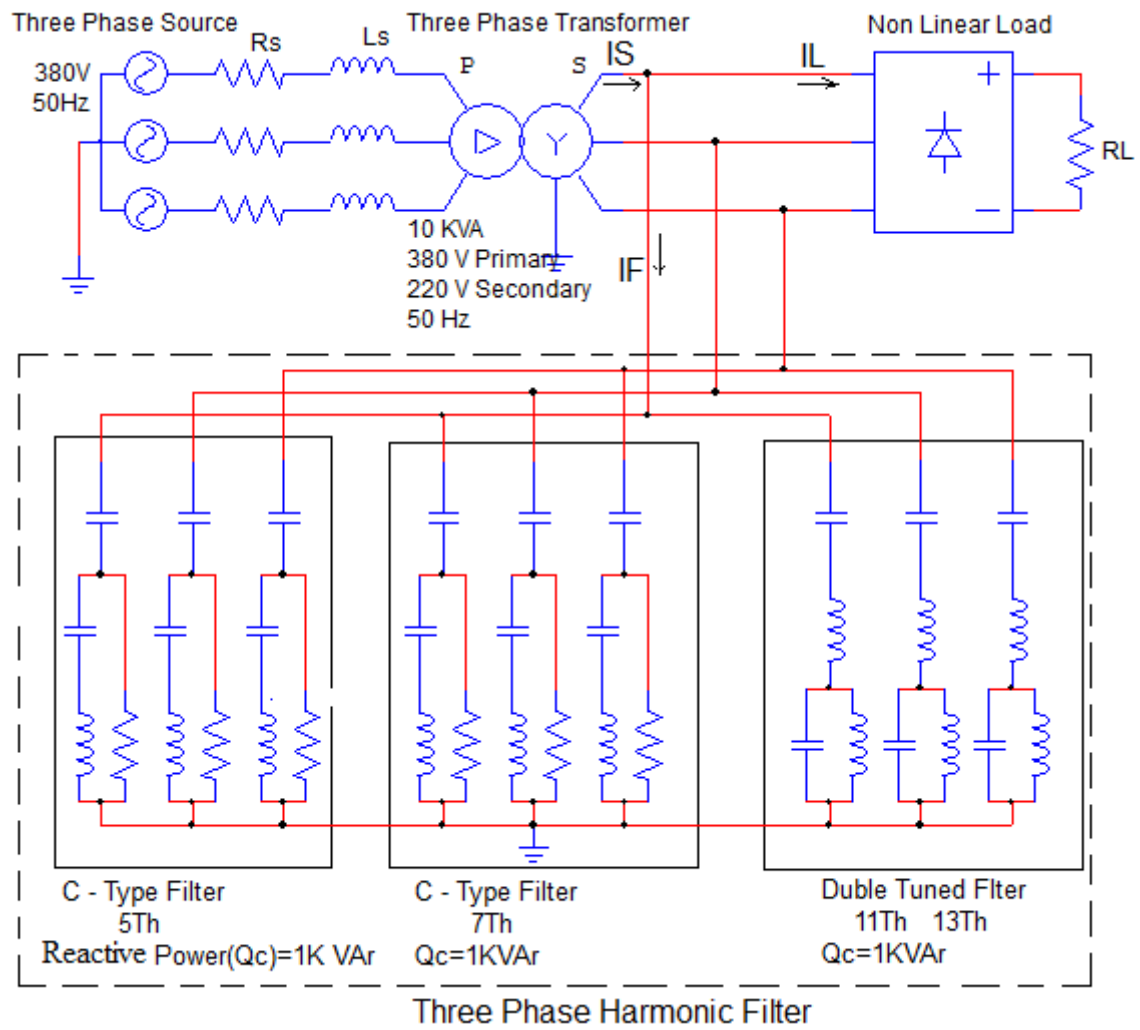 Three Phase Source
Three Phase Transformer
Non Linear Load
Rs
Ls
P
S
IS
IL
380V
50Hz
+
RL
−
10 KVA
380 V Primary
220 V Secondary
50 Hz
IF
C - Type Filter
5Th
Reactive Power(Qc)=1K VAr
C - Type Filter
7Th
Qc=1KVAr
Duble Tuned Flter
11Th 13Th
Qc=1KVAr
Three Phase Harmonic Filter